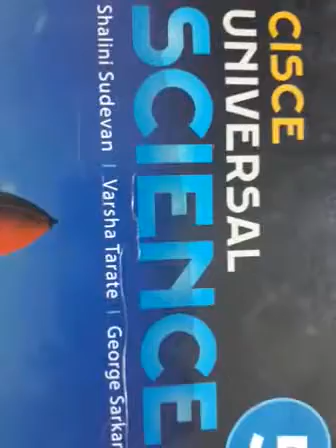 CISCE
UNIVERSAL
SCIENCE
Shalini Sudevan | Varsha Tarate | George Sarkar